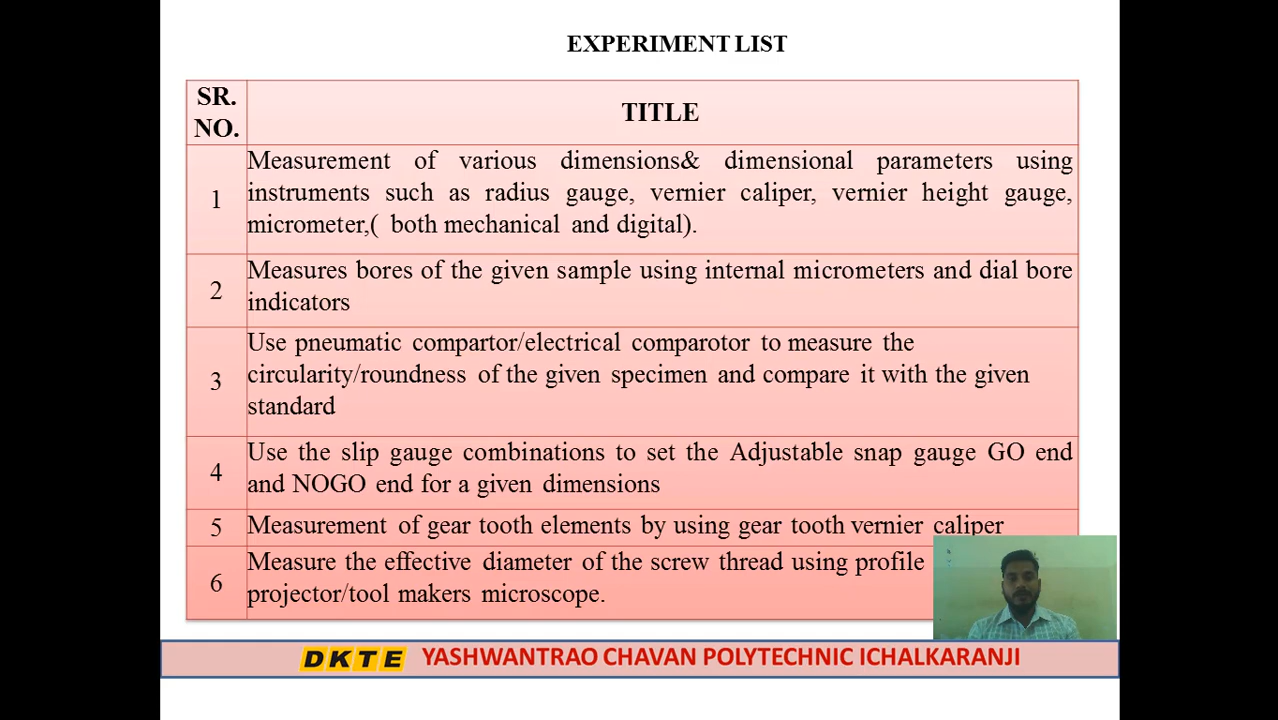 EXPERIMENT LIST
SR.
NO.
TITLE
1
Measurement of various dimensions& dimensional parameters using
instruments such as radius gauge, vernier caliper, vernier height gauge,
micrometer,( both mechanical and digital).
2
Measures bores of the given sample using internal micrometers and dial bore
indicators
3
Use pneumatic compartor/electrical comparotor to measure the
circularity/roundness of the given specimen and compare it with the given
standard
4
Use the slip gauge combinations to set the Adjustable snap gauge GO end
and NOGO end for a given dimensions
5
Measurement of gear tooth elements by using gear tooth vernier caliper
6
Measure the effective diameter of the screw thread using profile
projector/tool makers microscope.
DKTE YASHWANTRAO CHAVAN POLYTECHNIC ICHALKARANJI